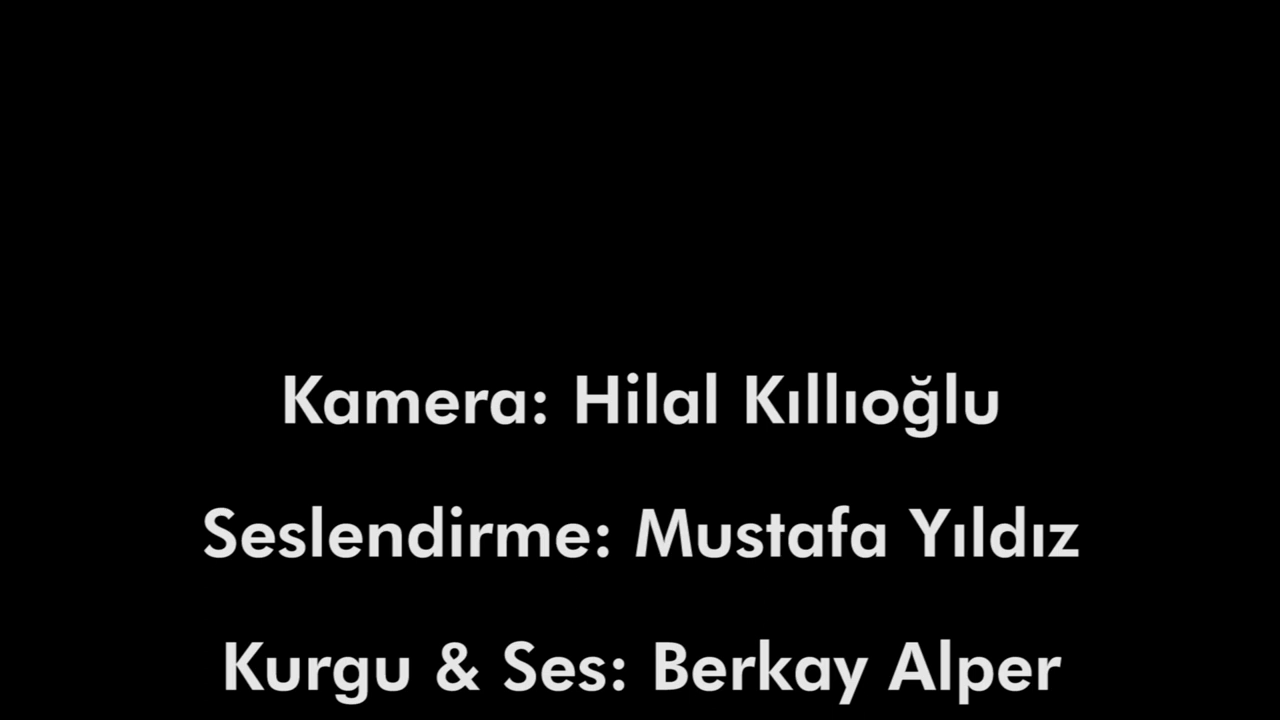 Kamera: Hilal Kıllıoğlu
Seslendirme: Mustafa Yıldız
Kurgu & Ses: Berkay Alper